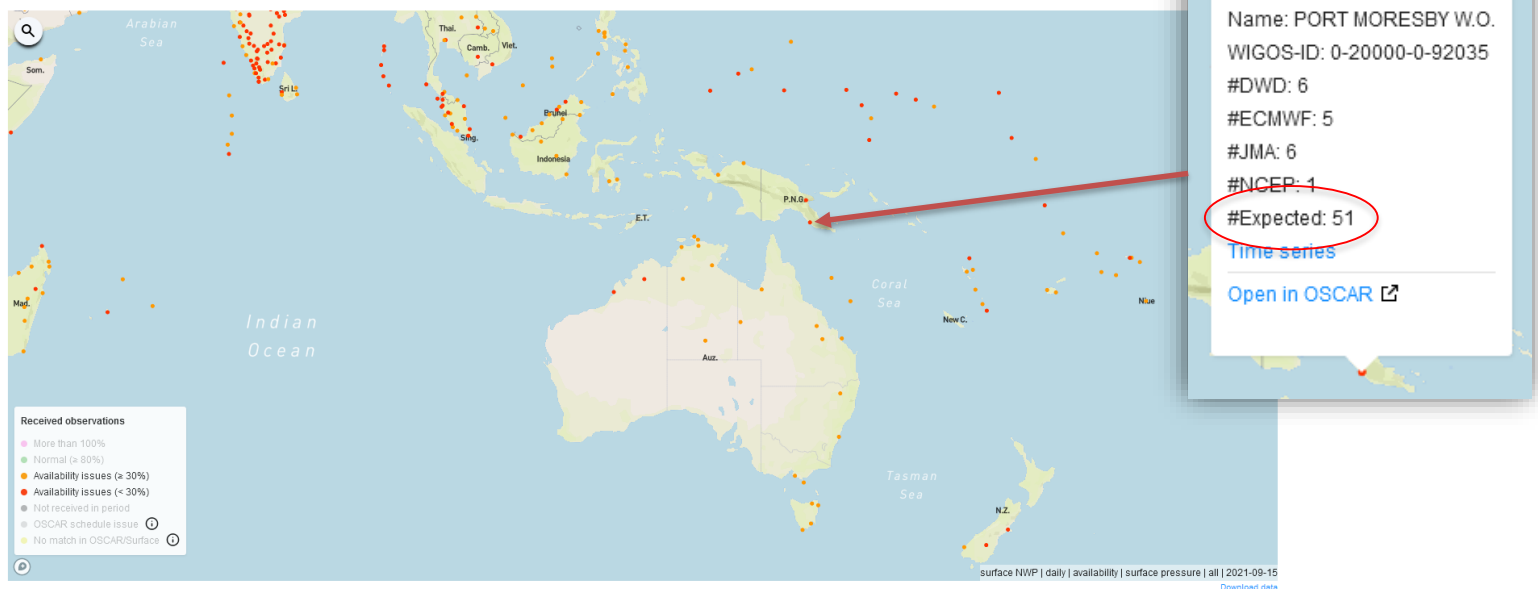 Arabian
Sea
Som.
Sri L.
Thai.
Camb.
Viet.
Brunei
Sing.
Indonesia
P.N.G.
E.T.
Mad.
Indian
Ocean
Coral
Sea
New C.
Niue
Auz.
Tasman
Sea
N.Z.
Received observations
More than 100%
Normal (≥ 80%)
Availability issues (≥ 30%)
Availability issues (< 30%)
Not received in period
OSCAR schedule issue
No match in OSCAR/Surface
surface NWP | daily | availability | surface pressure | all | 2021-09-15
Download data
Name: PORT MORESBY W.O.
WIGOS-ID: 0-20000-0-92035
#DWD: 6
#ECMWF: 5
#JMA: 6
#NCEP: 1
#Expected: 51
Time series
Open in OSCAR